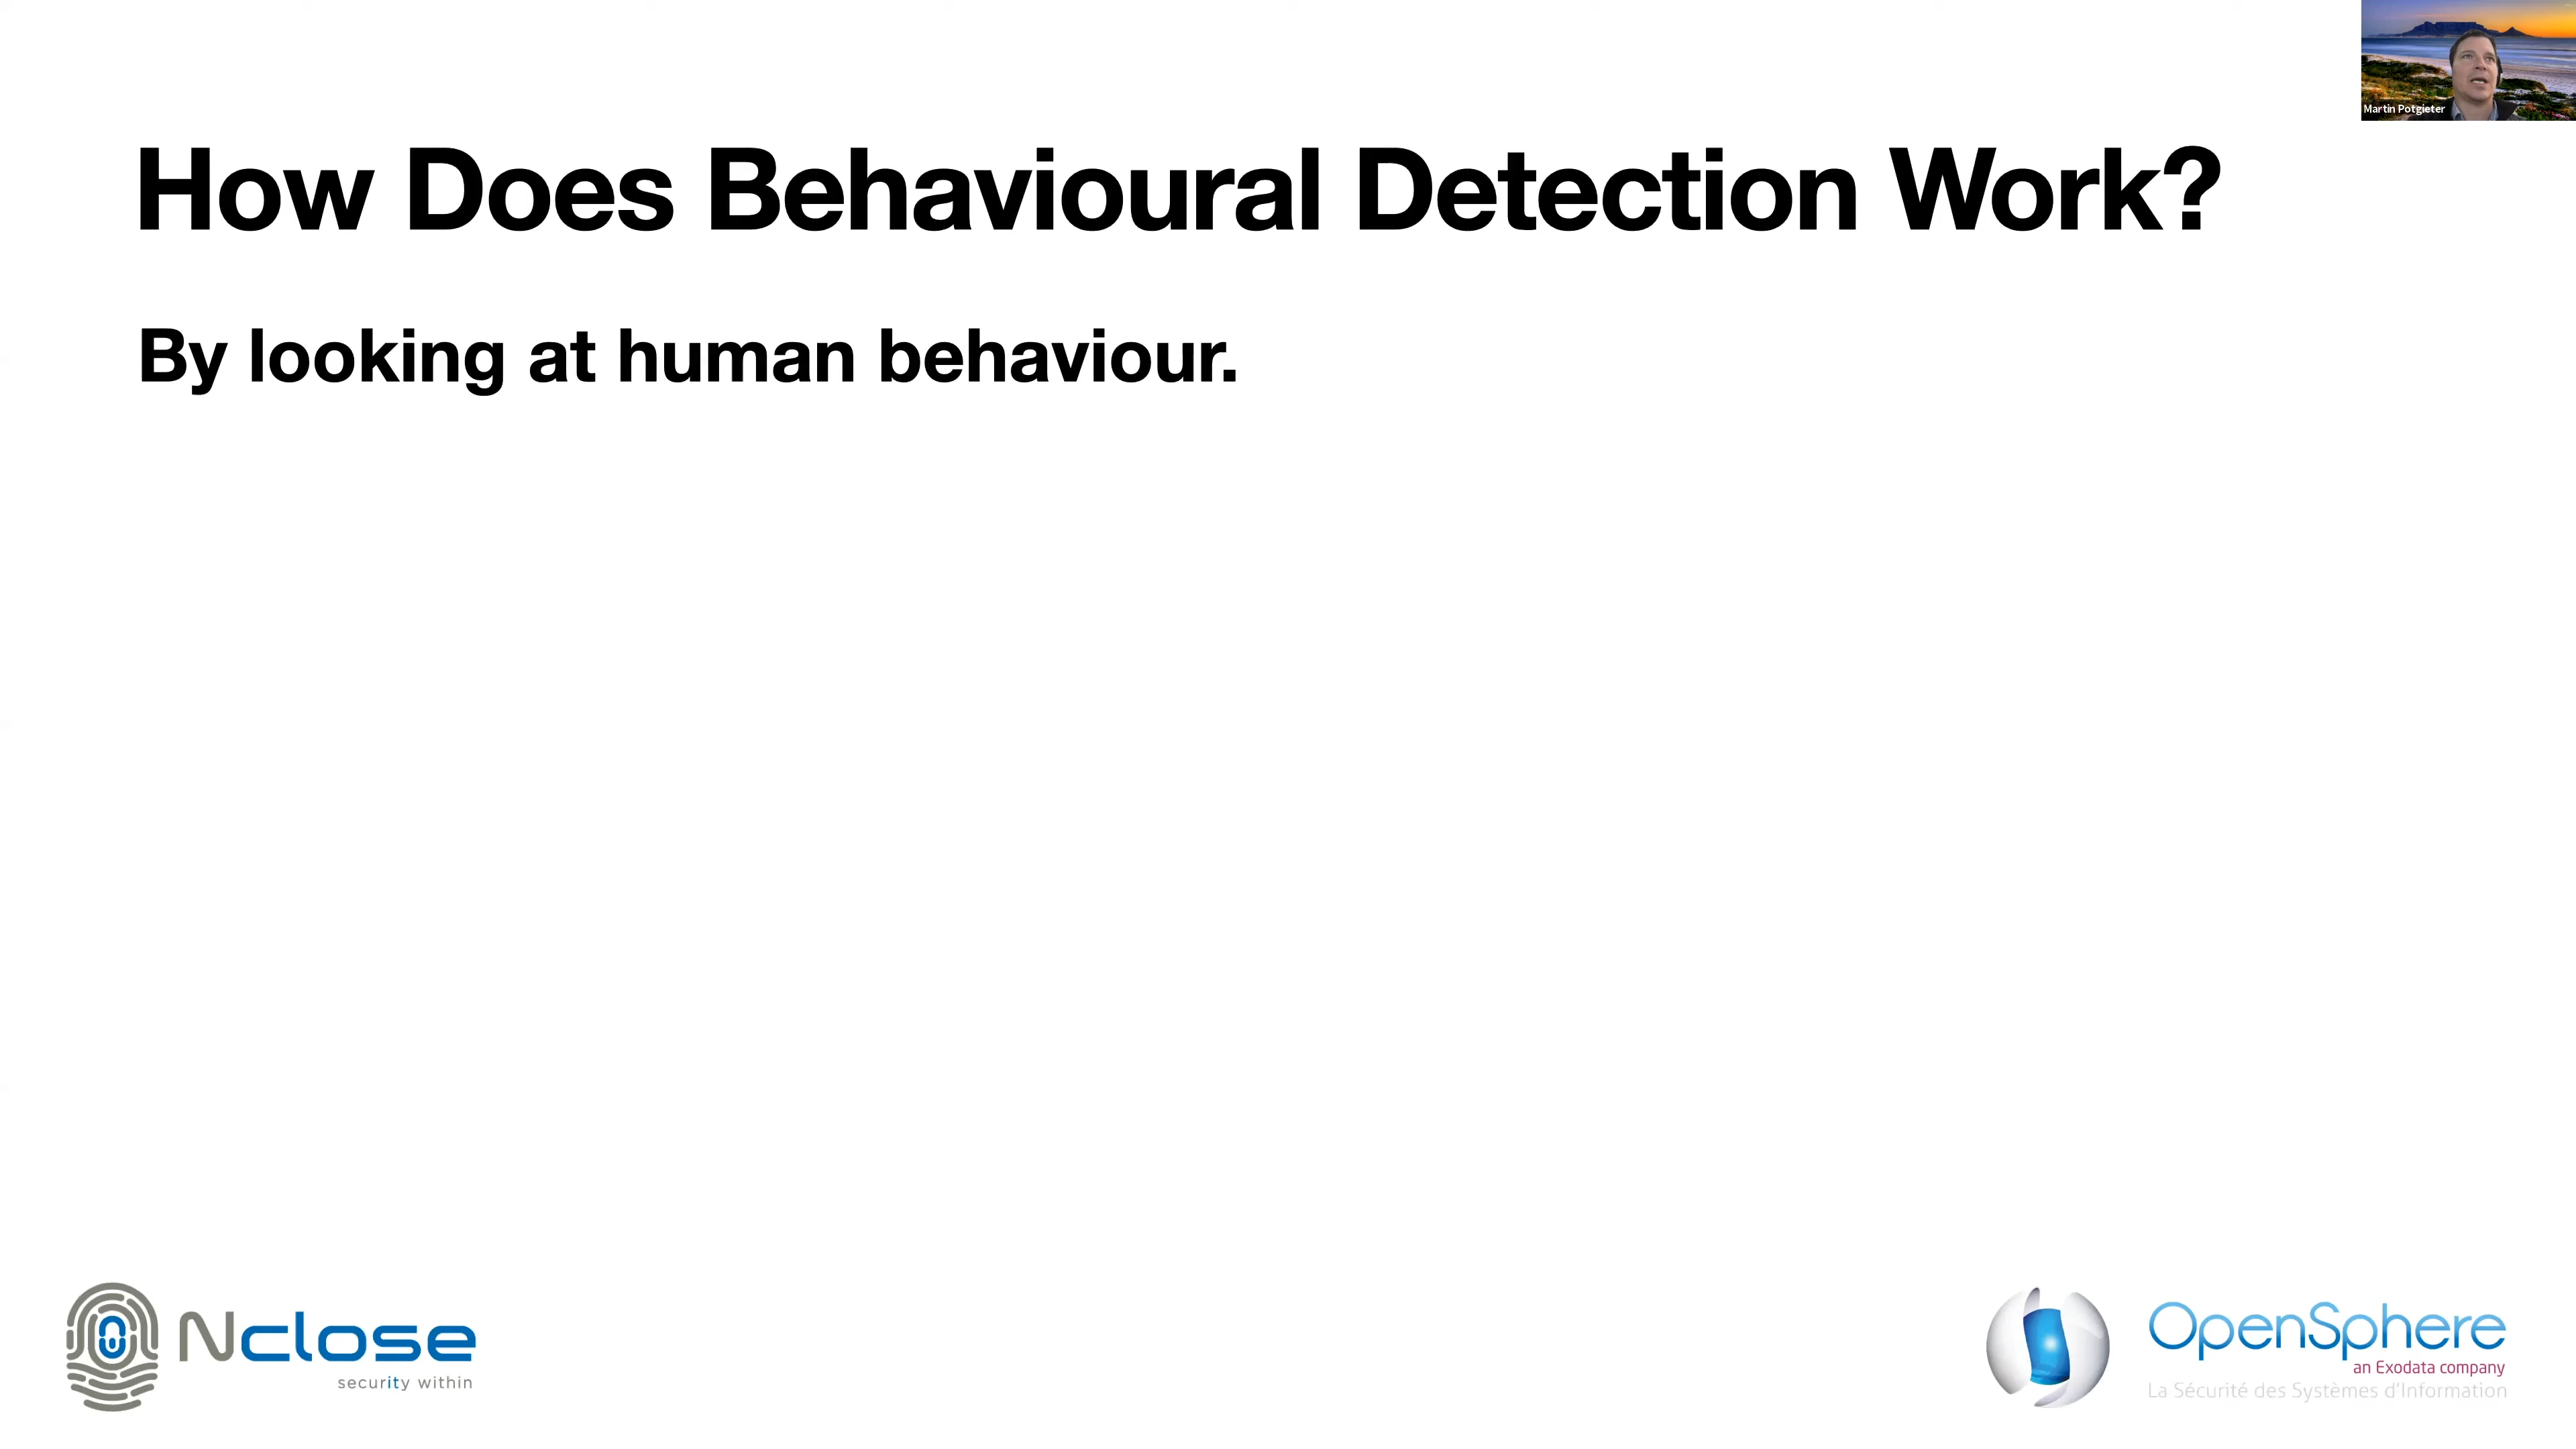 Martin Potgieter
How Does Behavioural Detection Work?
By looking at human behaviour.
Nclose
security within
OpenSphere
an Exodata company
La Sécurité des Systèmes d'Information